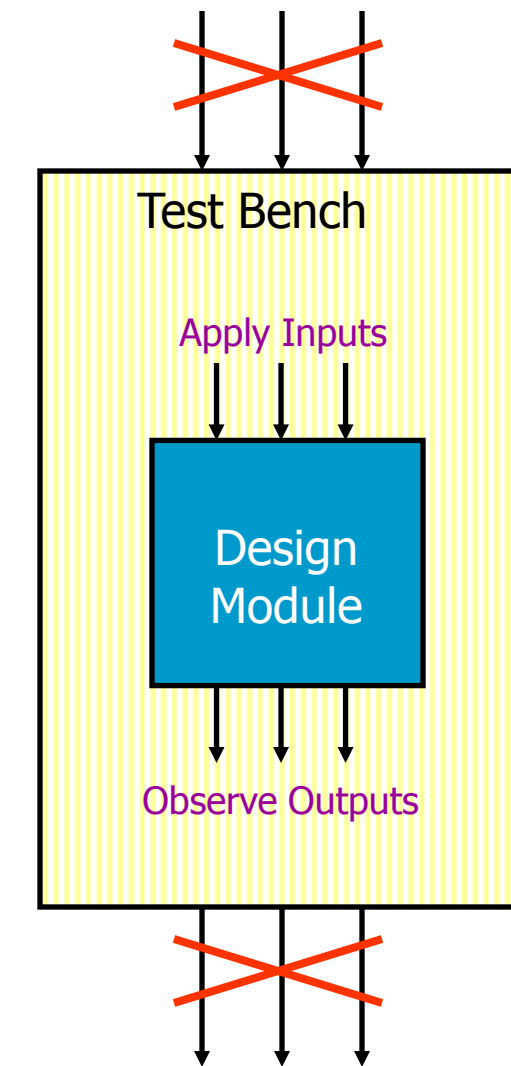 Test Bench
Apply Inputs
Design
Module
Observe Outputs